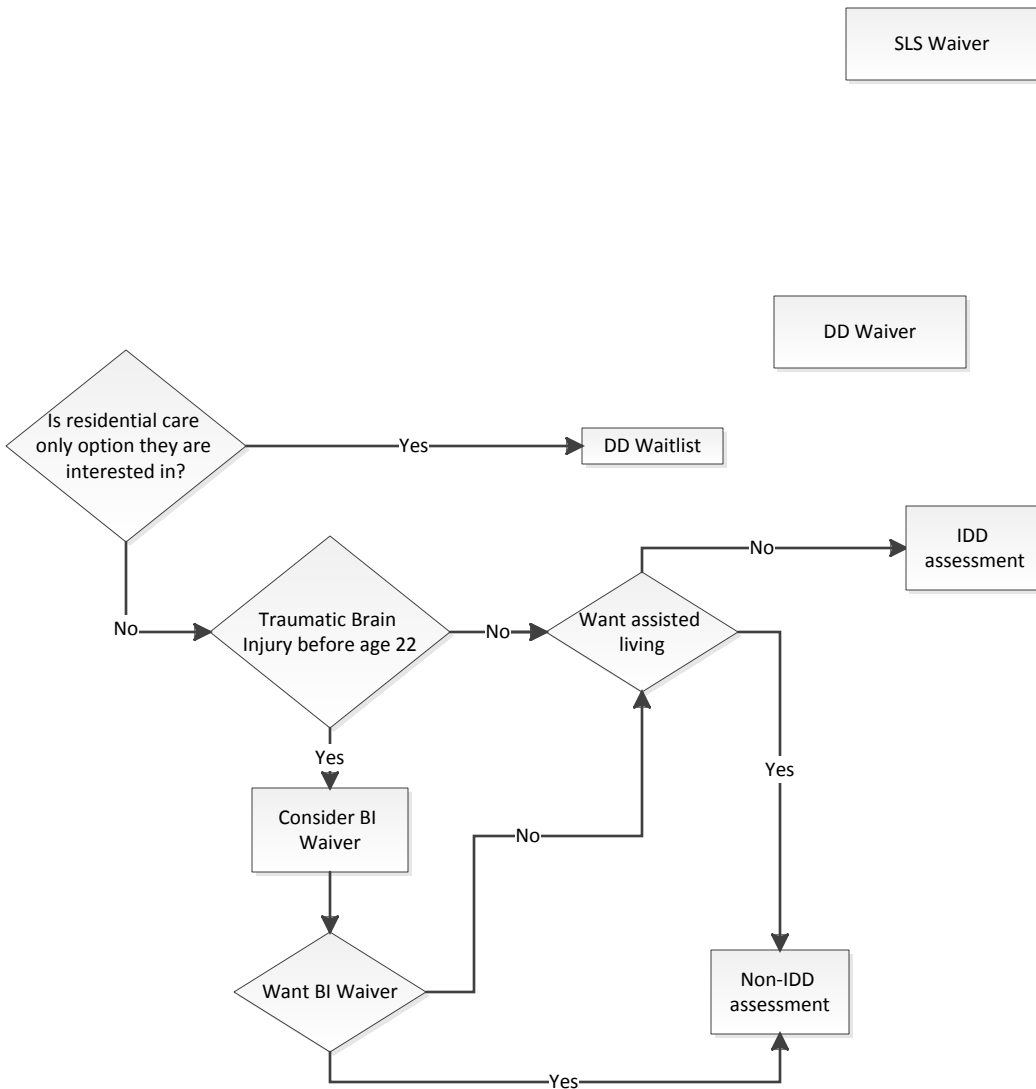 SLS Waiver
DD Waiver
Is residential care
only option they are
interested in?
Yes
DD Waitlist
No
IDD
assessment
No
Traumatic Brain
Injury before age 22
No
Want assisted
living
Yes
Yes
Consider BI
Waiver
No
Want BI Waiver
Non-IDD
assessment
Yes